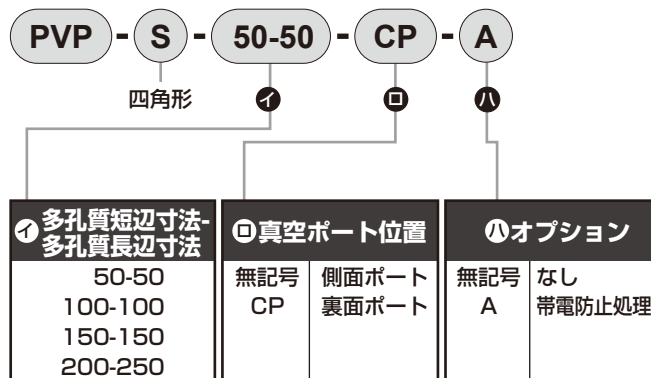 PVP - S - 50-50 - CP - A
四角形 イ ロ ハ
イ 多孔質短辺寸法-
多孔質長辺寸法
50-50
100-100
150-150
200-250
ロ 真空ポート位置
無記号 側面ポート
CP 裏面ポート
ハ オプション
無記号 なし
A 帯電防止処理